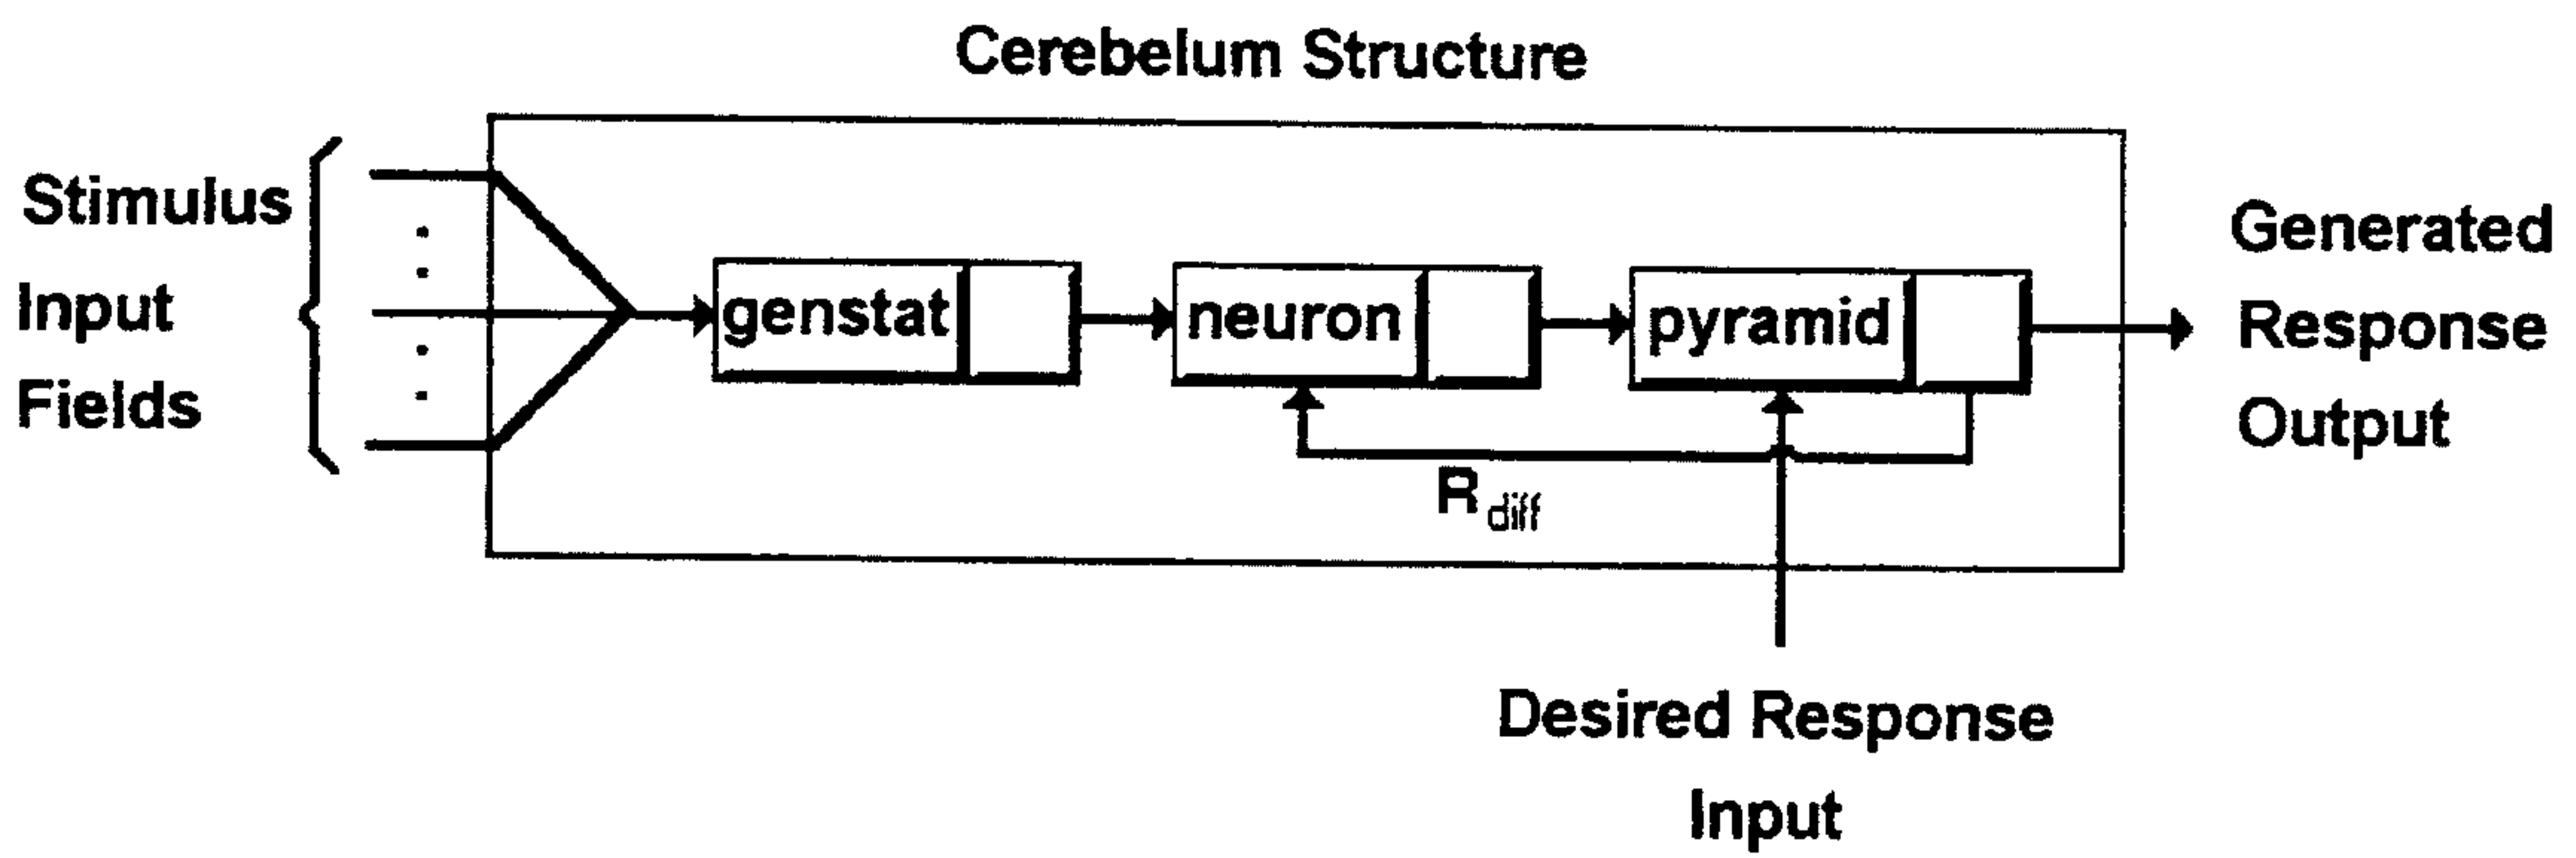 Cerebelum Structure
Stimulus
Input
Fields
genstat
neuron
pyramid
R diff
Generated
Response
Output
Desired Response
Input